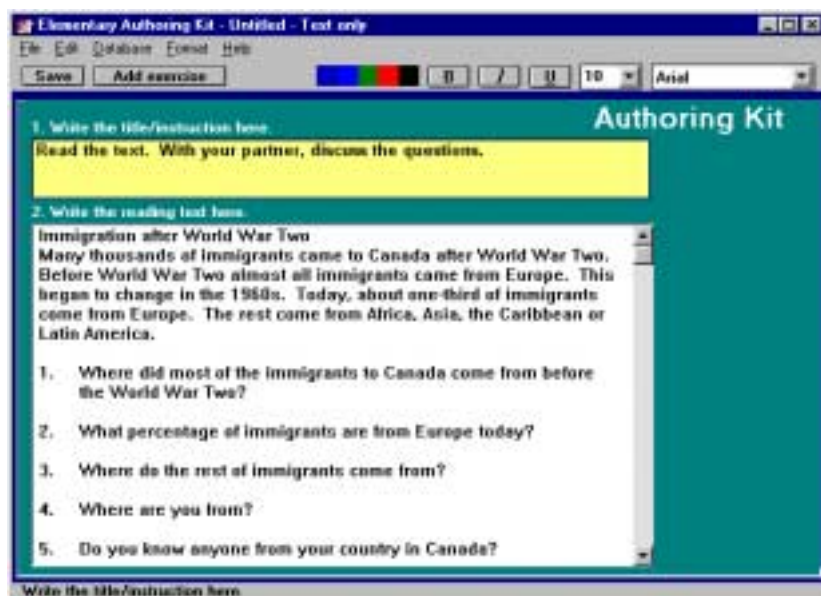 Elementary Authoring Kit - Untitled - Text only
File Edit Database Format Help
Save Add exercise B I U 10 Arial
Authoring Kit
1. Write the title/instruction here.
Read the text. With your partner, discuss the questions.
2. Write the reading text here.
Immigration after World War Two
Many thousands of immigrants came to Canada after World War Two.
Before World War Two almost all immigrants came from Europe. This
began to change in the 1960s. Today, about one-third of immigrants
come from Europe. The rest come from Africa, Asia, the Caribbean or
Latin America.
1. Where did most of the immigrants to Canada come from before
the World War Two?
2. What percentage of immigrants are from Europe today?
3. Where do the rest of immigrants come from?
4. Where are you from?
5. Do you know anyone from your country in Canada?
Write the title/instruction here.